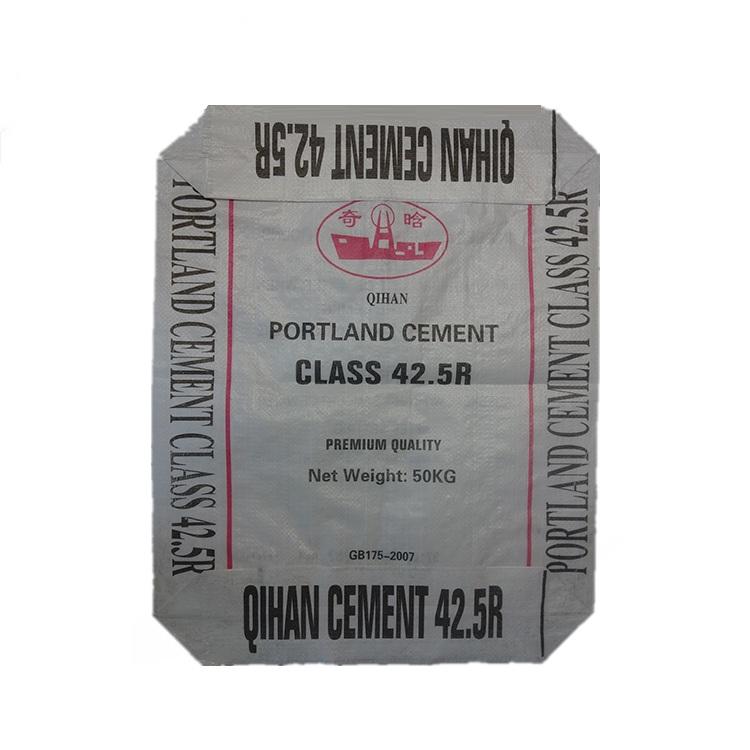 QIHAN CEMENT 42.5R
奇 晗
QIHAN
PORTLAND CEMENT
CLASS 42.5R
PREMIUM QUALITY
Net Weight: 50KG
GB175-2007
PORTLAND CEMENT CLASS 42.5R
PORTLAND CEMENT CLASS 42.5R
QIHAN CEMENT 42.5R